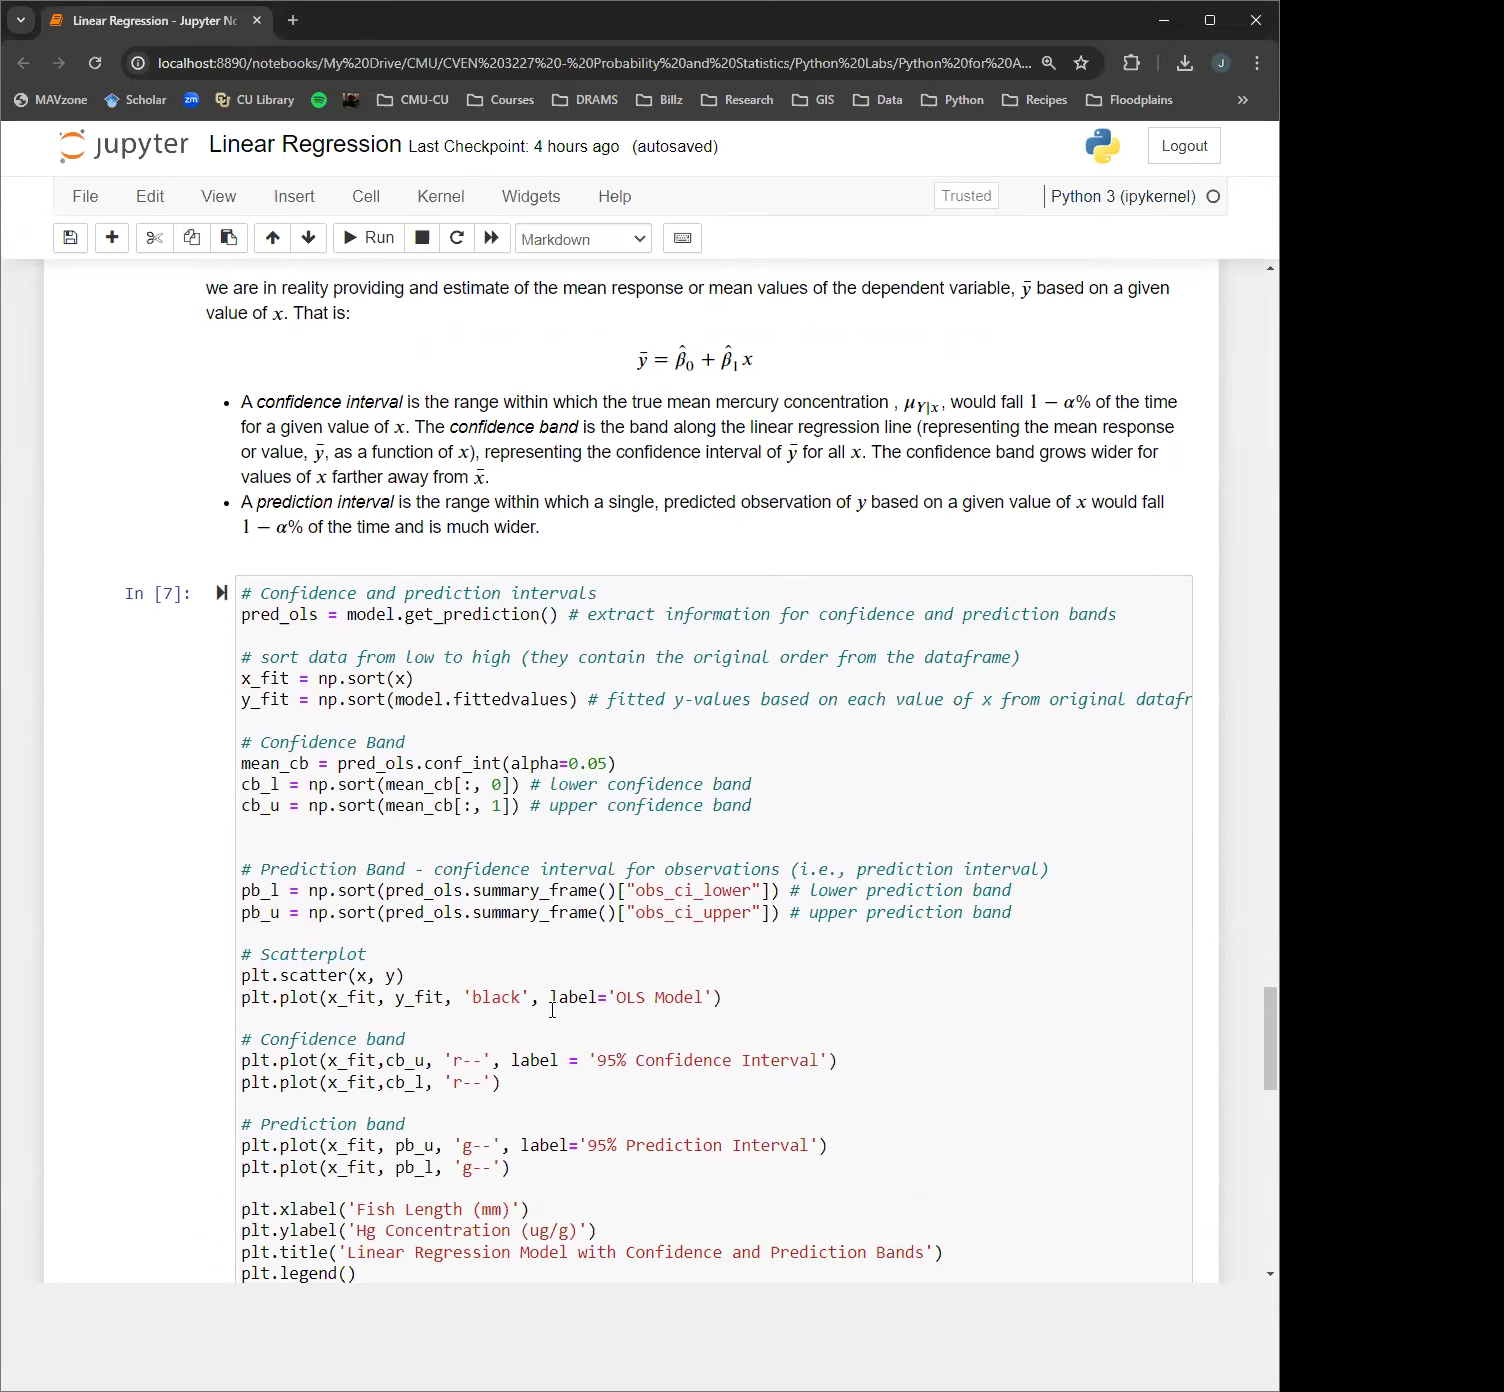 Linear Regression - Jupyter No
localhost:8890/notebooks/My%20Drive/CMU/CVEN%203227%20-%20Probability%20and%20Statistics/Python%20Labs/Python%20for%20A...
J
MAVzone Scholar zm CU Library CMU-CU Courses DRAMS Billz Research GIS Data Python Recipes Floodplains »
jupyter Linear Regression Last Checkpoint: 4 hours ago (autosaved) Logout
File Edit View Insert Cell Kernel Widgets Help Trusted Python 3 (ipykernel)
Run Markdown
we are in reality providing and estimate of the mean response or mean values of the dependent variable, ȳ based on a given
value of x. That is:
ȳ = β̂₀ + β̂₁x
• A confidence interval is the range within which the true mean mercury concentration , μ_{Y|x}, would fall 1 − α% of the time
for a given value of x. The confidence band is the band along the linear regression line (representing the mean response
or value, ȳ, as a function of x), representing the confidence interval of ȳ for all x. The confidence band grows wider for
values of x farther away from x̄.
• A prediction interval is the range within which a single, predicted observation of y based on a given value of x would fall
1 − α% of the time and is much wider.
In [7]: # Confidence and prediction intervals
pred_ols = model.get_prediction() # extract information for confidence and prediction bands
# sort data from low to high (they contain the original order from the dataframe)
x_fit = np.sort(x)
y_fit = np.sort(model.fittedvalues) # fitted y-values based on each value of x from original datafr
# Confidence Band
mean_cb = pred_ols.conf_int(alpha=0.05)
cb_l = np.sort(mean_cb[:, 0]) # lower confidence band
cb_u = np.sort(mean_cb[:, 1]) # upper confidence band
# Prediction Band - confidence interval for observations (i.e., prediction interval)
pb_l = np.sort(pred_ols.summary_frame()["obs_ci_lower"]) # lower prediction band
pb_u = np.sort(pred_ols.summary_frame()["obs_ci_upper"]) # upper prediction band
# Scatterplot
plt.scatter(x, y)
plt.plot(x_fit, y_fit, 'black', label='OLS Model')
# Confidence band
plt.plot(x_fit,cb_u, 'r--', label = '95% Confidence Interval')
plt.plot(x_fit,cb_l, 'r--')
# Prediction band
plt.plot(x_fit, pb_u, 'g--', label='95% Prediction Interval')
plt.plot(x_fit, pb_l, 'g--')
plt.xlabel('Fish Length (mm)')
plt.ylabel('Hg Concentration (ug/g)')
plt.title('Linear Regression Model with Confidence and Prediction Bands')
plt.legend()